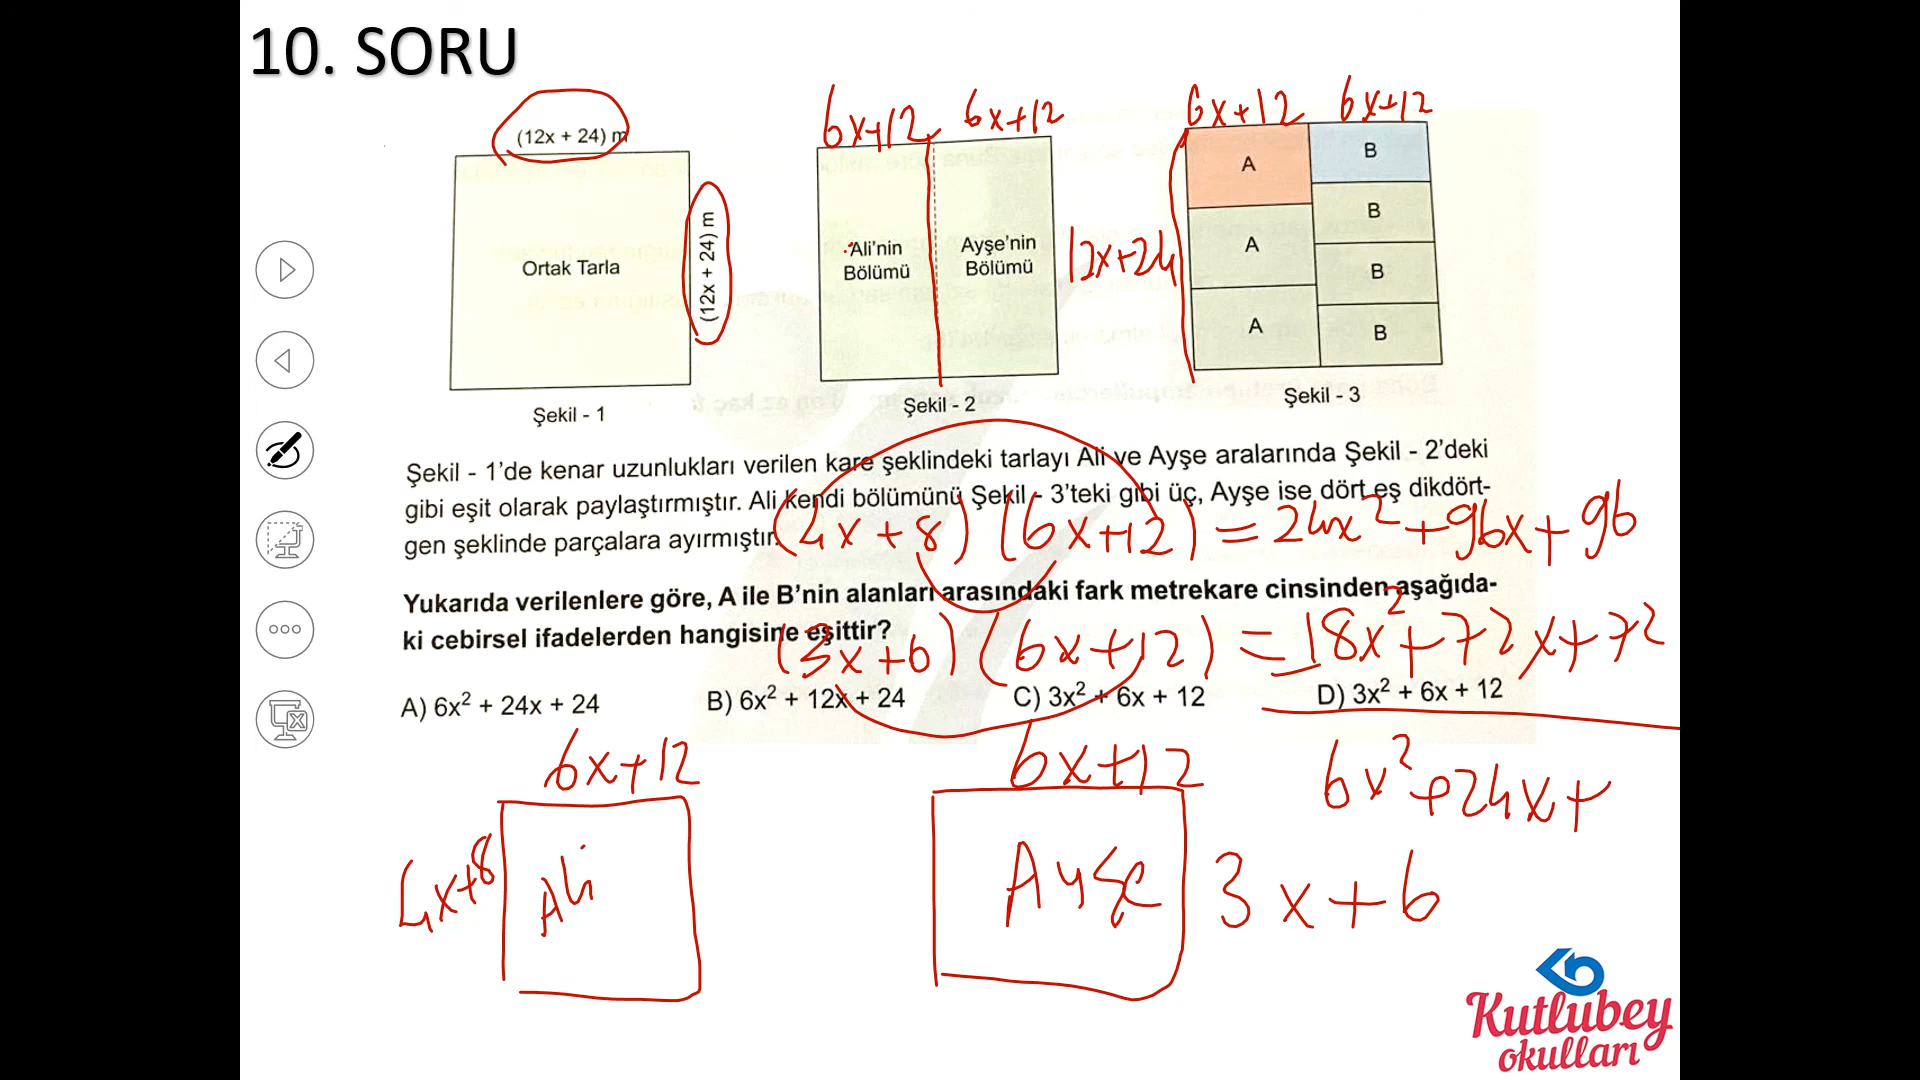 10. SORU
(12x + 24) m
(12x + 24) m
Ortak Tarla
Şekil - 1
6x+12 6x+12
Ali'nin
Bölümü
Ayşe'nin
Bölümü
Şekil - 2
6x+12 6x+12
12x+24
A
A
A
B
B
B
B
Şekil - 3
Şekil - 1'de kenar uzunlukları verilen kare şeklindeki tarlayı Ali ve Ayşe aralarında Şekil - 2'deki
gibi eşit olarak paylaştırmıştır. Ali kendi bölümünü Şekil - 3'teki gibi üç, Ayşe ise dört eş dikdört-
gen şeklinde parçalara ayırmıştır.
(4x+8) (6x+12) = 24x² + 96x + 96
Yukarıda verilenlere göre, A ile B'nin alanları arasındaki fark metrekare cinsinden aşağıda-
ki cebirsel ifadelerden hangisine eşittir?
(3x+6) (6x+12) = 18x² + 72x + 72
A) 6x² + 24x + 24
B) 6x² + 12x + 24
C) 3x² + 6x + 12
D) 3x² + 6x + 12
6x+12
4x+8
Ali
6x+12
Ayşe
3x+6
6x² + 24x +
Kutlubey
okulları